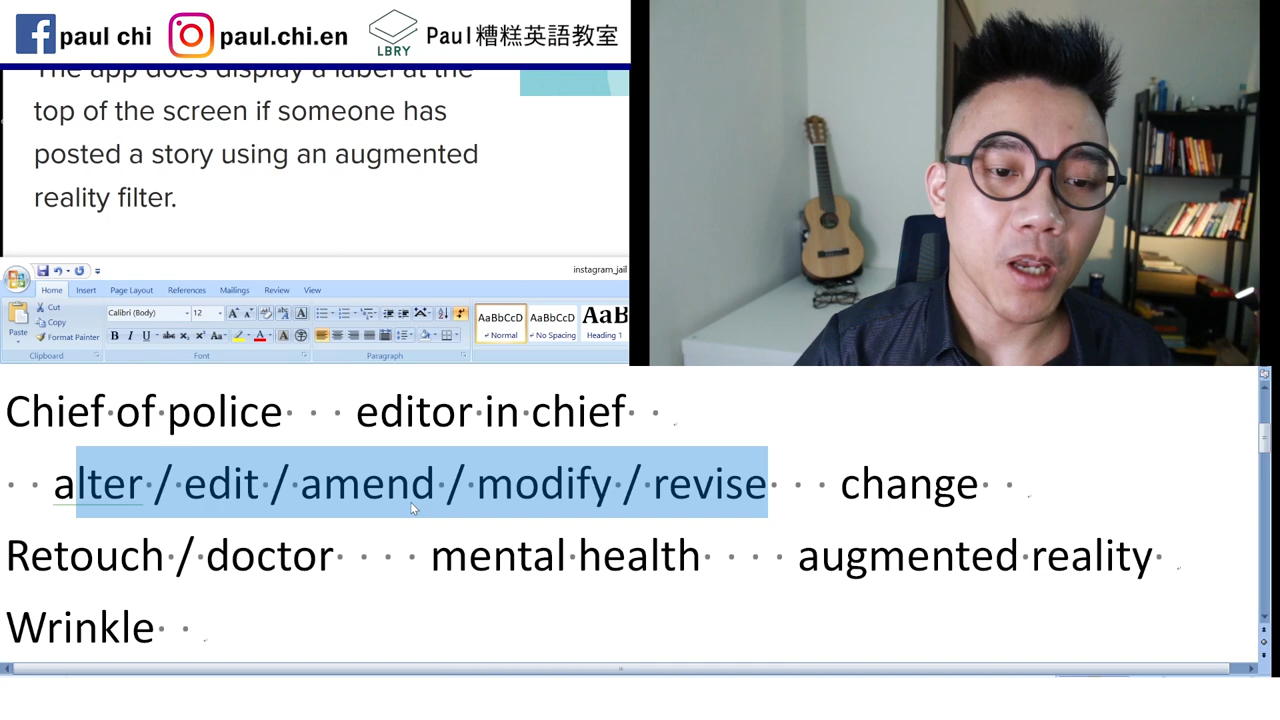 paul chi paul.chi.en LBRY Paul糟糕英語教室
The app does display a label at the
top of the screen if someone has
posted a story using an augmented
reality filter.
instagram_jail
Home Insert Page Layout References Mailings Review View
Cut
Copy
Format Painter
Paste
Calibri (Body) 12
B I U abc x₂ x² Aa
AaBbCcD AaBbCcD AaB
Normal No Spacing Heading 1
Clipboard Font Paragraph
Chief of police editor in chief
alter / edit / amend / modify / revise change
Retouch / doctor mental health augmented reality
Wrinkle